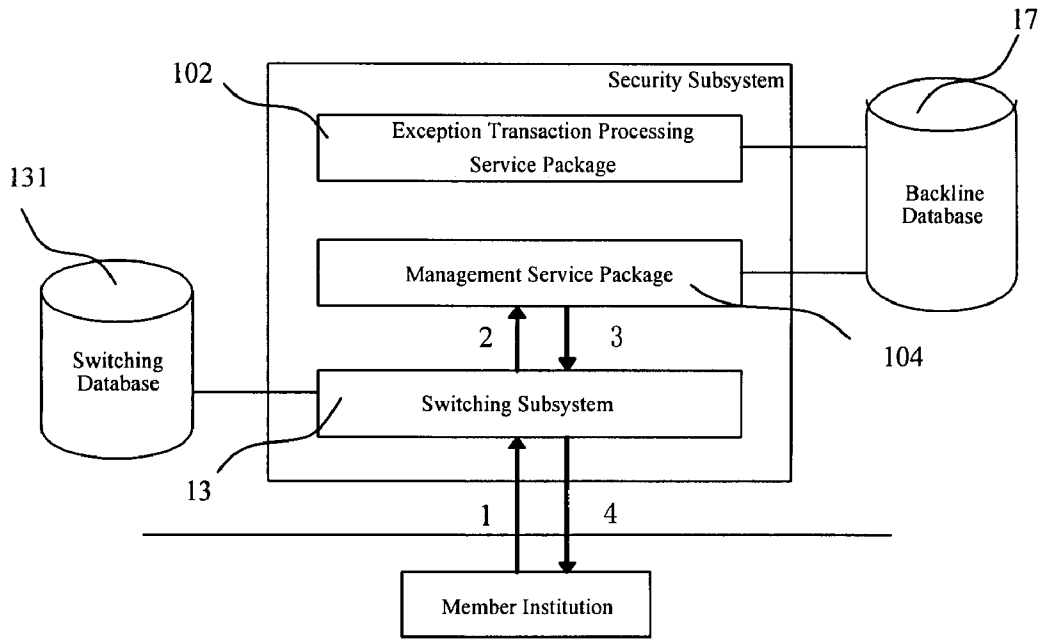 17
102
Security Subsystem
Exception Transaction Processing
Service Package
131
Backline
Database
Management Service Package
2
3
104
Switching
Database
Switching Subsystem
13
1
4
Member Institution